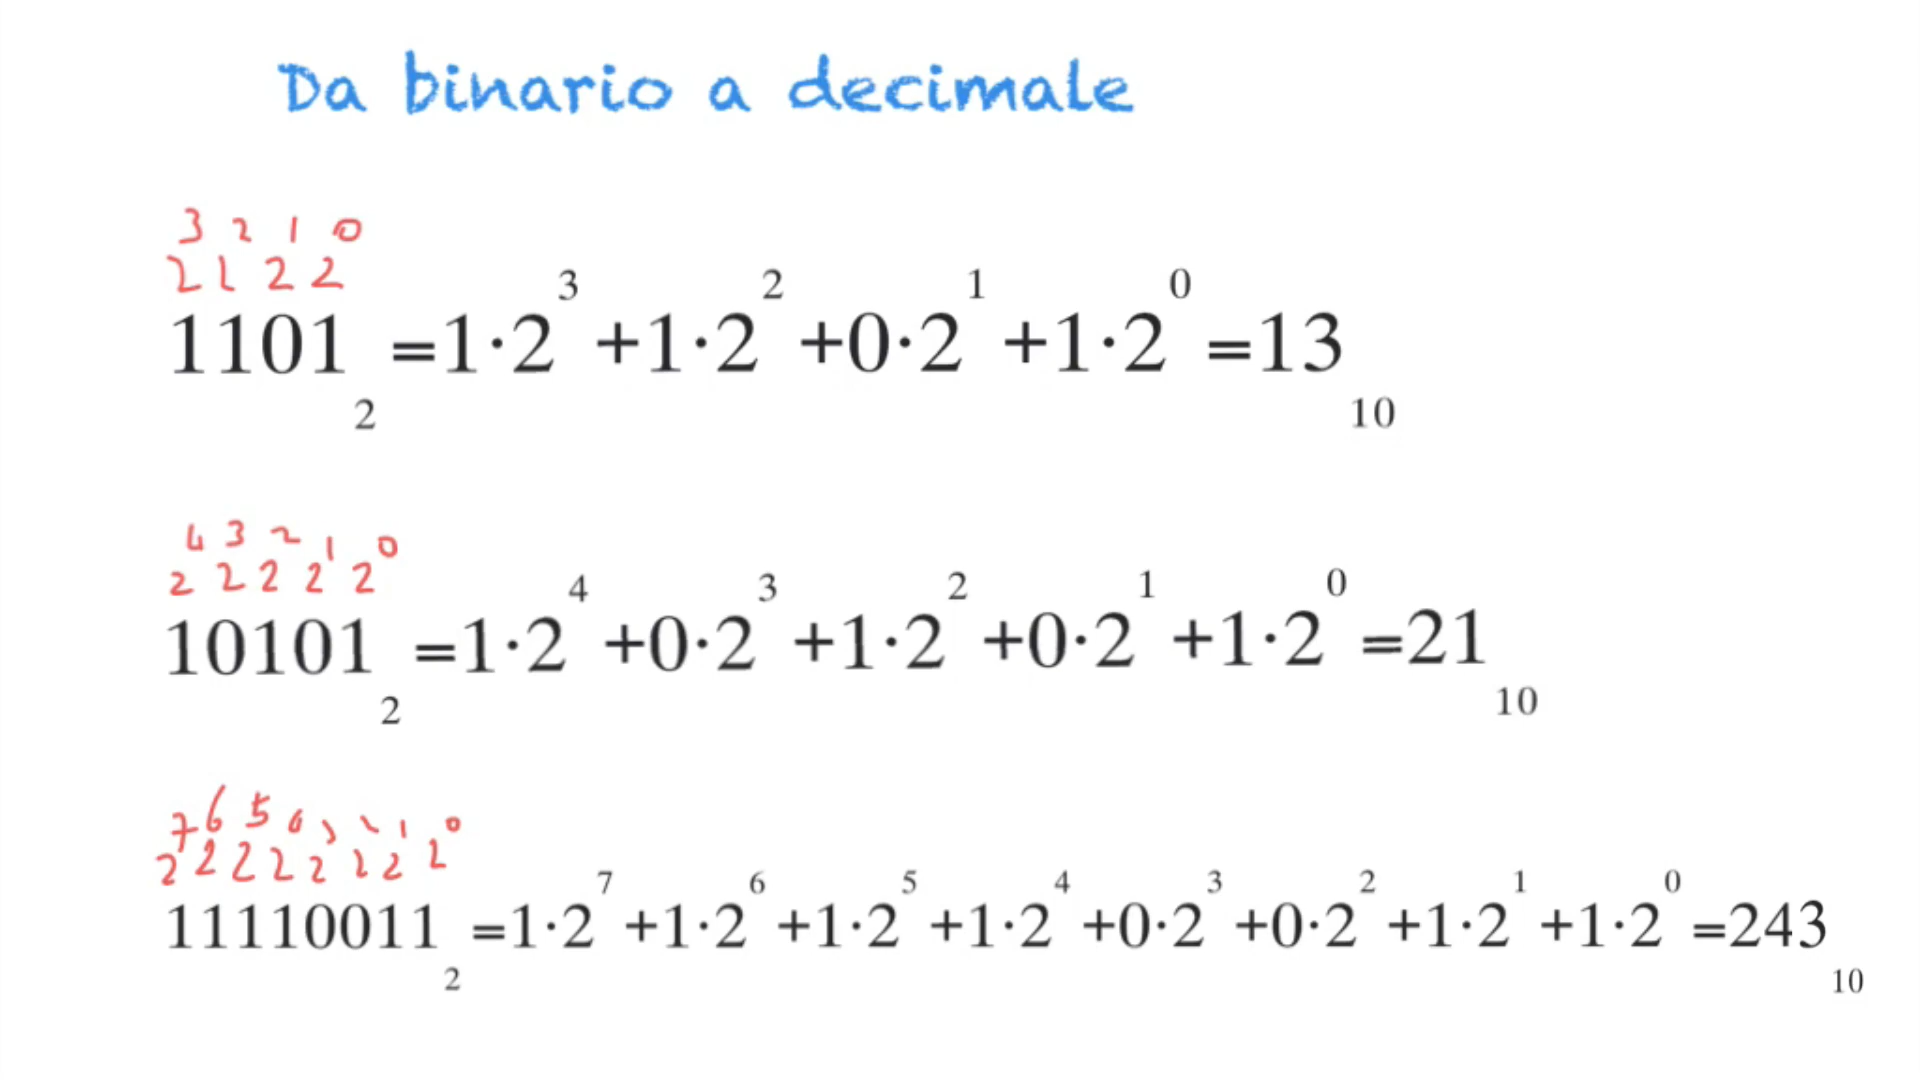 Da binario a decimale
3 2 1 0
2 2 2 2
1101₂ =1·2³ +1·2² +0·2¹ +1·2⁰ =13₁₀
4 3 2 1 0
2 2 2 2 2
10101₂ =1·2⁴ +0·2³ +1·2² +0·2¹ +1·2⁰ =21₁₀
7 6 5 4 3 2 1 0
2 2 2 2 2 2 2 2
11110011₂ =1·2⁷ +1·2⁶ +1·2⁵ +1·2⁴ +0·2³ +0·2² +1·2¹ +1·2⁰ =243₁₀